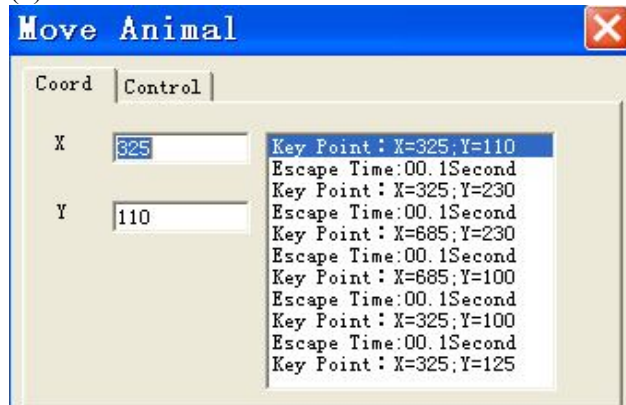 Move Animal
Coord Control
X 325
Y 110
Key Point：X=325;Y=110
Escape Time:00.1Second
Key Point：X=325;Y=230
Escape Time:00.1Second
Key Point：X=685;Y=230
Escape Time:00.1Second
Key Point：X=685;Y=100
Escape Time:00.1Second
Key Point：X=325;Y=100
Escape Time:00.1Second
Key Point：X=325;Y=125